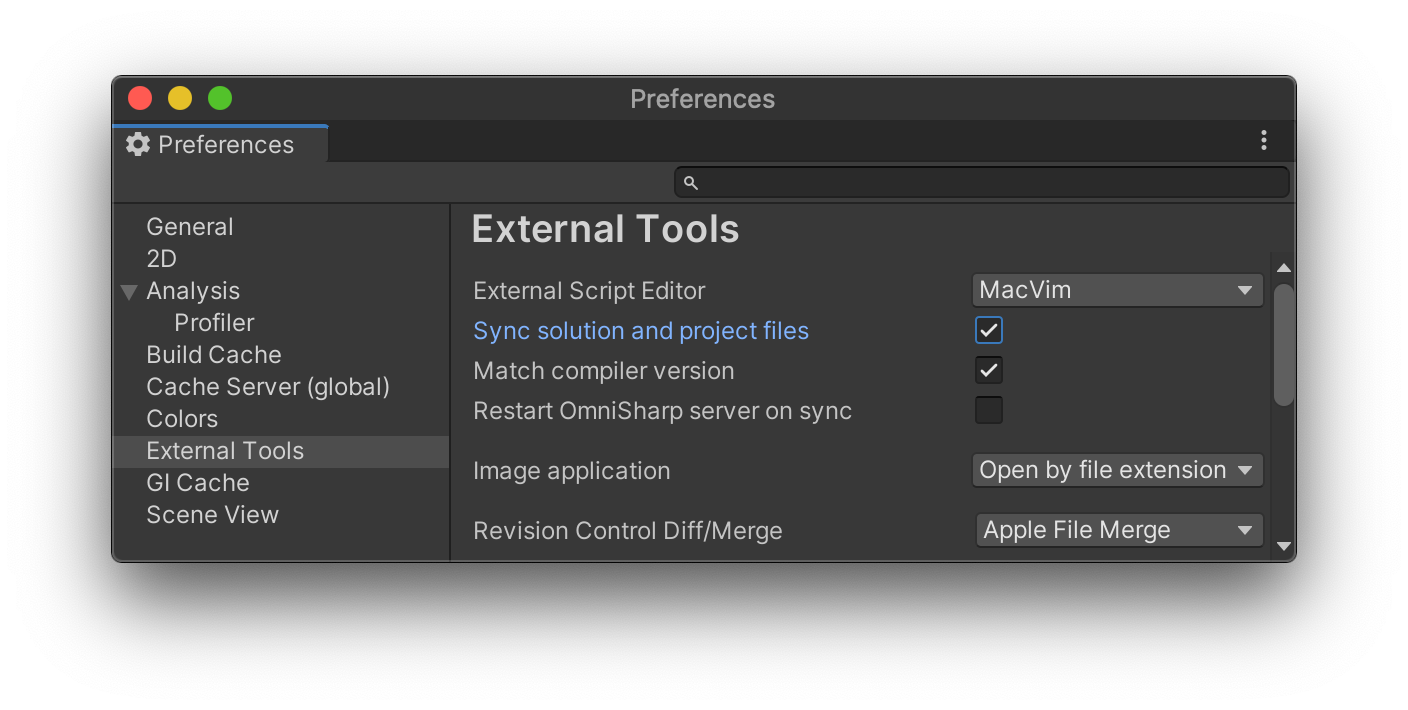 Preferences
Preferences
General
2D
Analysis
Profiler
Build Cache
Cache Server (global)
Colors
External Tools
GI Cache
Scene View
External Tools
External Script Editor MacVim
Sync solution and project files
Match compiler version
Restart OmniSharp server on sync
Image application Open by file extension
Revision Control Diff/Merge Apple File Merge